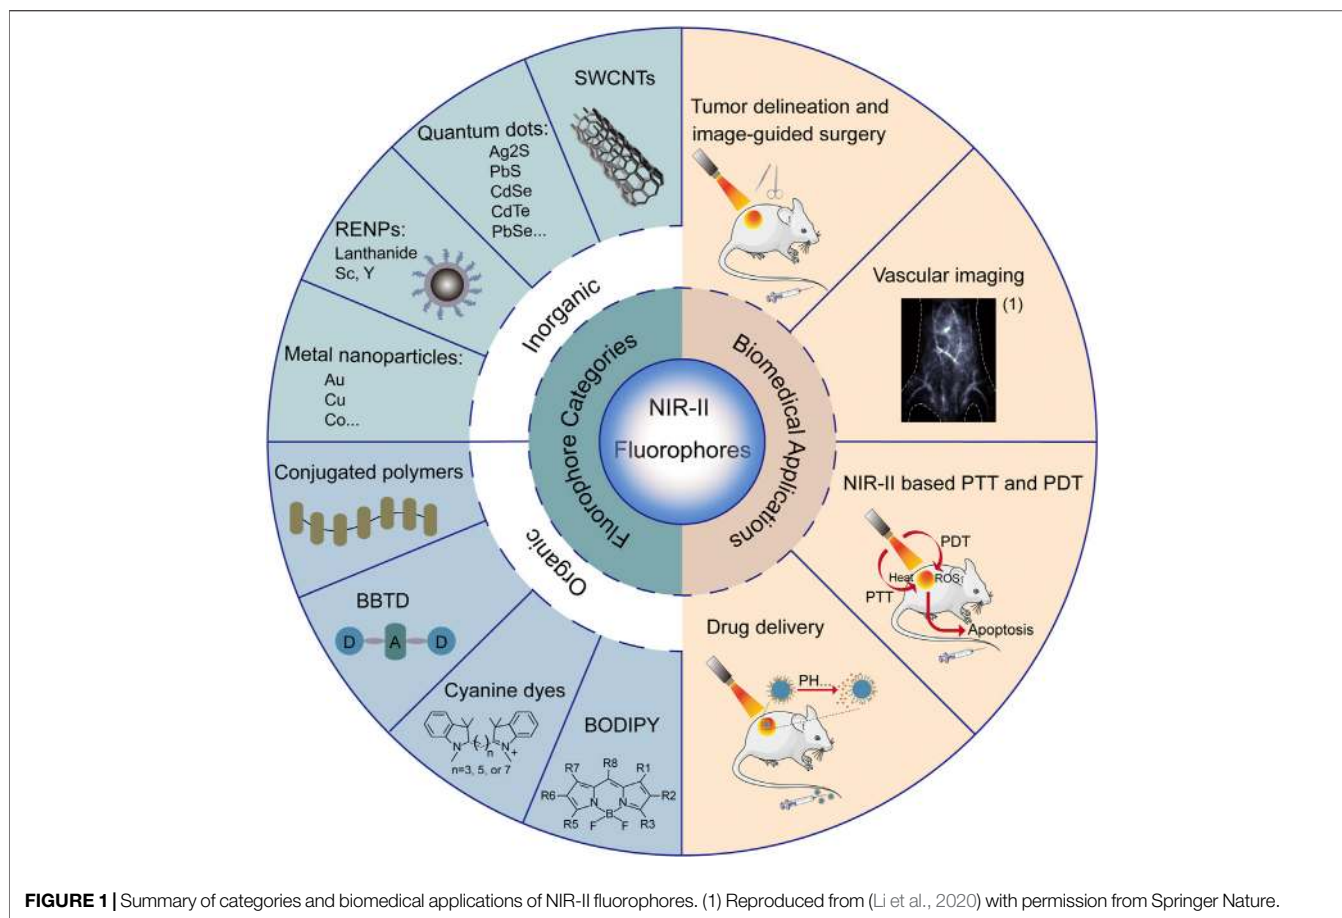 NIR-II
Fluorophores
Fluorophore Categories
Biomedical Applications
Inorganic
Organic
SWCNTs
Quantum dots:
Ag2S
PbS
CdSe
CdTe
PbSe...
RENPs:
Lanthanide
Sc, Y
Metal nanoparticles:
Au
Cu
Co...
Conjugated polymers
BBTD
D
A
D
Cyanine dyes
N
( )n
N
+
n=3, 5, or 7
BODIPY
R7
R8
R1
R6
R2
N
N
B
R5
F
F
R3
Tumor delineation and
image-guided surgery
Vascular imaging
(1)
NIR-II based PTT and PDT
PDT
Heat
ROS
PTT
Apoptosis
Drug delivery
PH...
FIGURE 1 | Summary of categories and biomedical applications of NIR-II fluorophores. (1) Reproduced from (Li et al., 2020) with permission from Springer Nature.